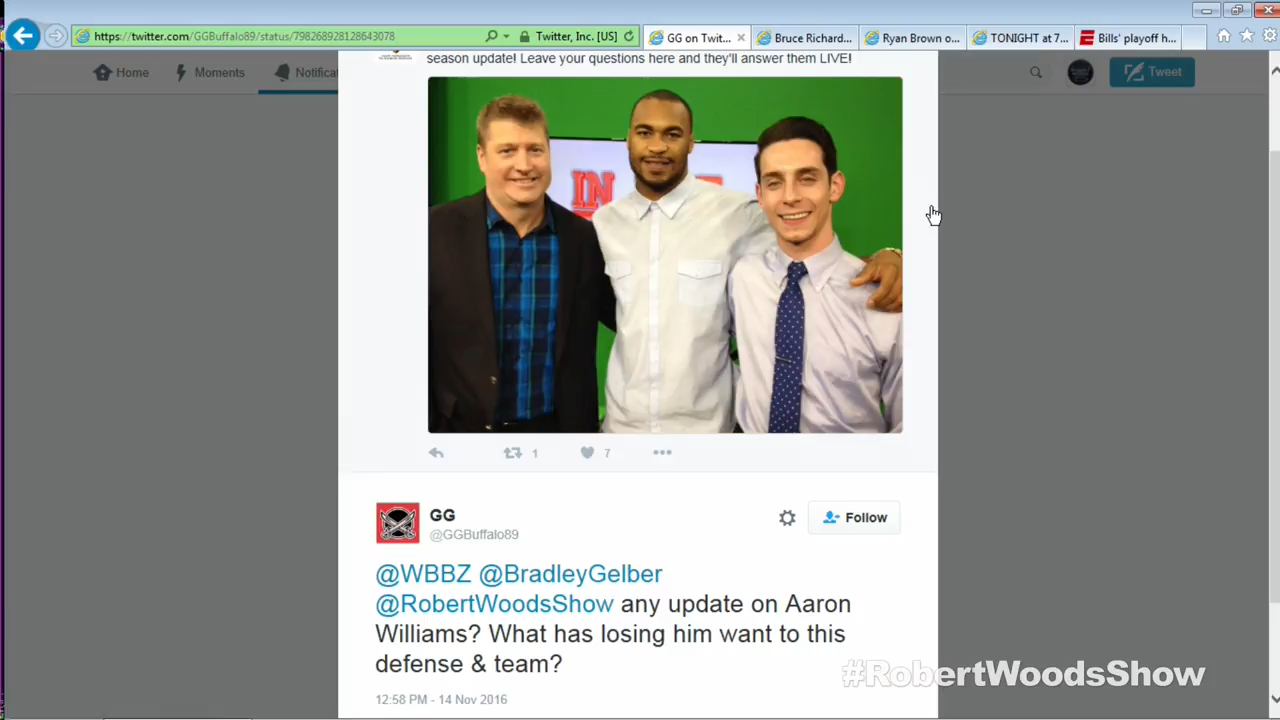 https://twitter.com/GGBuffalo89/status/798268928128643078
Twitter, Inc. [US]
GG on Twit...
Bruce Richard...
Ryan Brown o...
TONIGHT at 7...
Bills' playoff h...
Home
Moments
Notifica
Tweet
season update! Leave your questions here and they'll answer them LIVE!
IN
1
7
GG
@GGBuffalo89
Follow
@WBBZ @BradleyGelber
@RobertWoodsShow any update on Aaron
Williams? What has losing him want to this
defense & team?
12:58 PM - 14 Nov 2016
#RobertWoodsShow